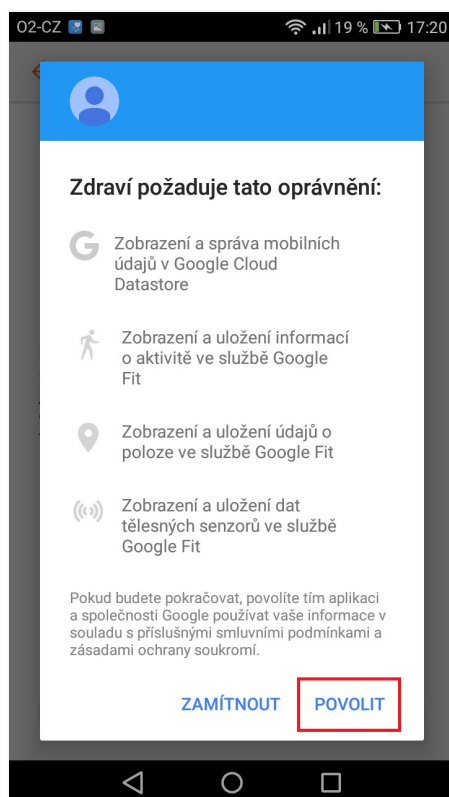 O2-CZ 19 % 17:20
Zdraví požaduje tato oprávnění:
Zobrazení a správa mobilních
údajů v Google Cloud
Datastore
Zobrazení a uložení informací
o aktivitě ve službě Google
Fit
Zobrazení a uložení údajů o
poloze ve službě Google Fit
Zobrazení a uložení dat
tělesných senzorů ve službě
Google Fit
Pokud budete pokračovat, povolíte tím aplikaci
a společnosti Google používat vaše informace v
souladu s příslušnými smluvními podmínkami a
zásadami ochrany soukromí.
ZAMÍTNOUT POVOLIT